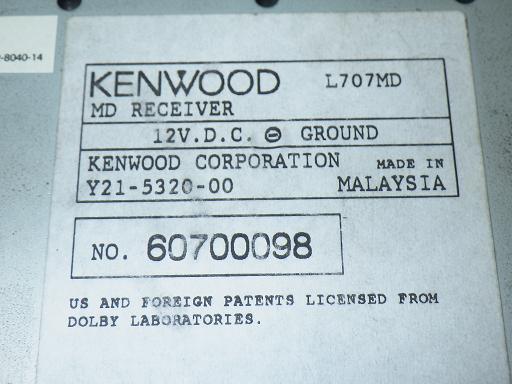 -8040-14
KENWOOD L707MD
MD RECEIVER
12V.D.C. ⊖ GROUND
KENWOOD CORPORATION MADE IN
Y21-5320-00 MALAYSIA
NO. 60700098
US AND FOREIGN PATENTS LICENSED FROM
DOLBY LABORATORIES.